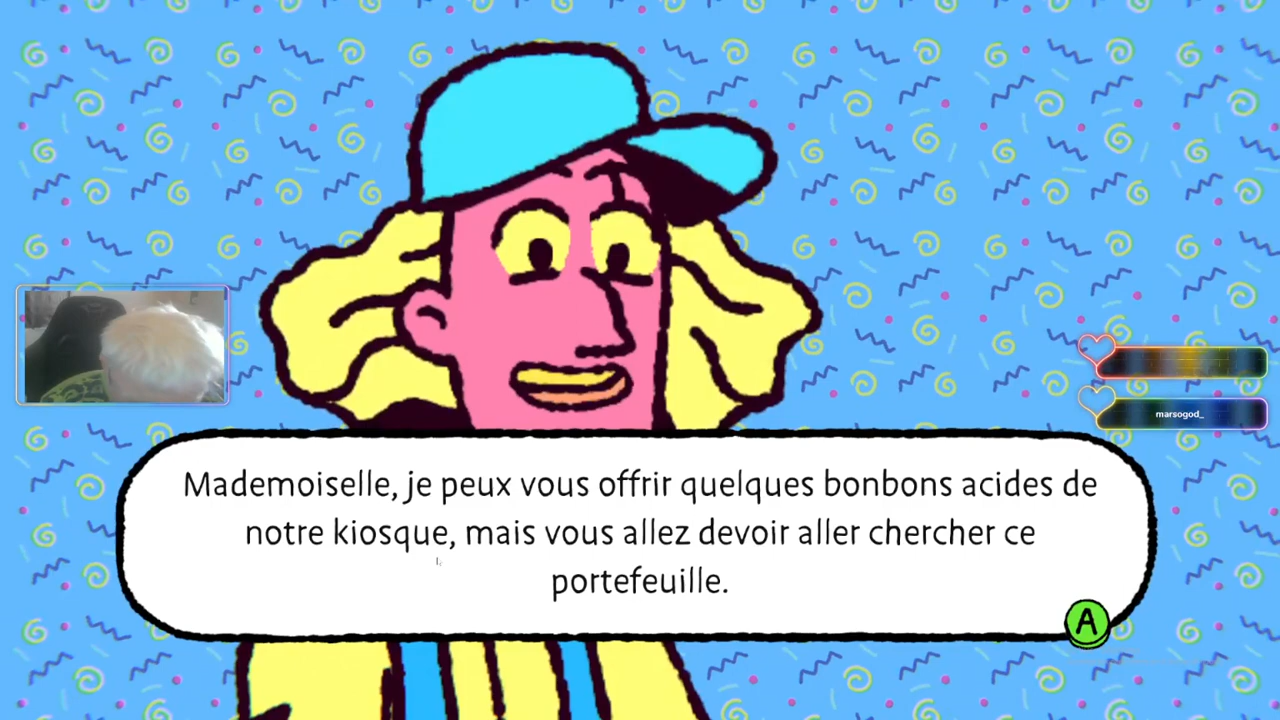 Mademoiselle, je peux vous offrir quelques bonbons acides de
notre kiosque, mais vous allez devoir aller chercher ce
portefeuille.
A
marsogod_